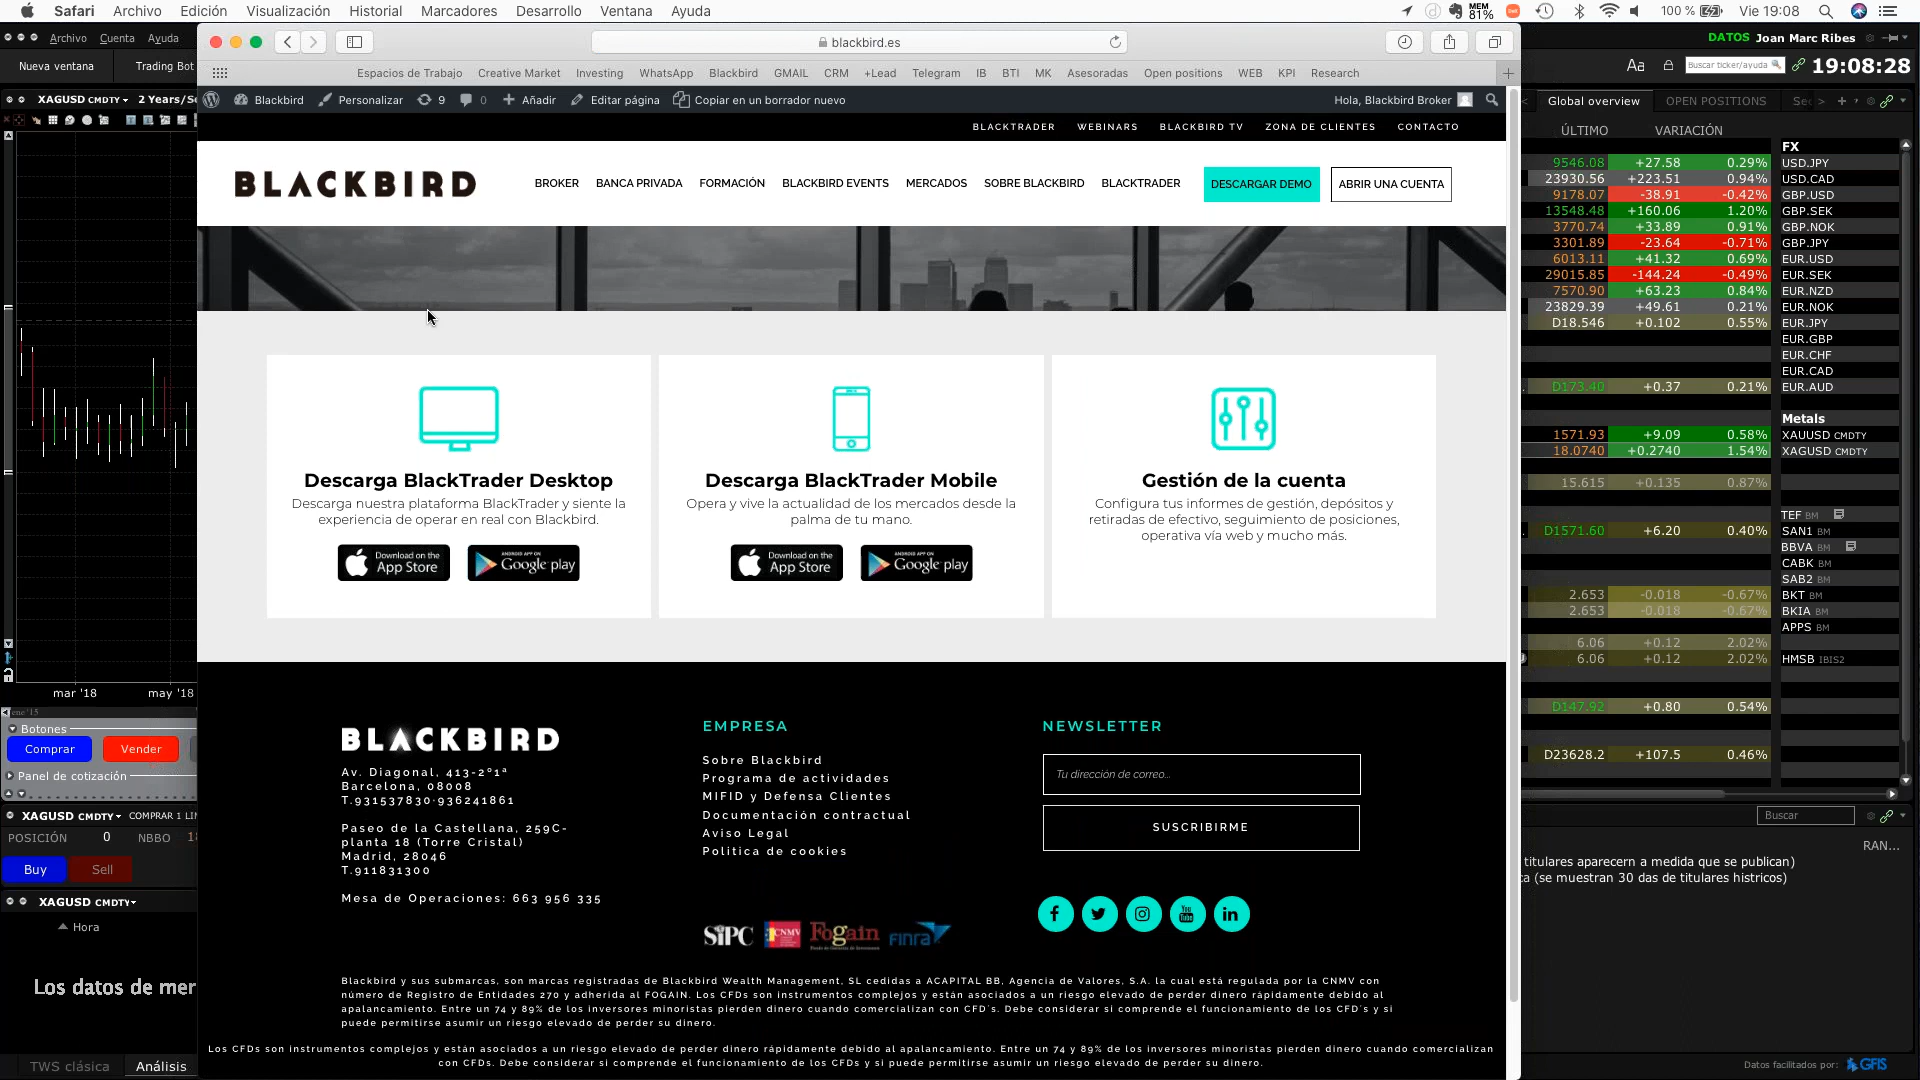 Safari Archivo Edición Visualización Historial Marcadores Desarrollo Ventana Ayuda
MEM 81%
100 %
Vie 19:08
Archivo Cuenta Ayuda
Nueva ventana
Trading Bot
XAGUSD CMDTY
2 Years/
mar '18
may '18
ene '15
Botones
Comprar
Vender
Panel de cotización
XAGUSD CMDTY
COMPRAR 1
POSICIÓN
0
NBBO
Buy
Sell
XAGUSD CMDTY
Hora
Los datos de mer
TWS clásica
Análisis
blackbird.es
Espacios de Trabajo
Creative Market
Investing
WhatsApp
Blackbird
GMAIL
CRM
+Lead
Telegram
IB
BTI
MK
Asesoradas
Open positions
WEB
KPI
Research
Blackbird
Personalizar
9
0
Añadir
Editar página
Copiar en un borrador nuevo
Hola, Blackbird Broker
BLACKTRADER
WEBINARS
BLACKBIRD TV
ZONA DE CLIENTES
CONTACTO
BLACKBIRD
BROKER
BANCA PRIVADA
FORMACIÓN
BLACKBIRD EVENTS
MERCADOS
SOBRE BLACKBIRD
BLACKTRADER
DESCARGAR DEMO
ABRIR UNA CUENTA
Descarga BlackTrader Desktop
Descarga nuestra plataforma BlackTrader y siente la
experiencia de operar en real con Blackbird.
Download on the
App Store
ANDROID APP ON
Google play
Descarga BlackTrader Mobile
Opera y vive la actualidad de los mercados desde la
palma de tu mano.
Download on the
App Store
ANDROID APP ON
Google play
Gestión de la cuenta
Configura tus informes de gestión, depósitos y
retiradas de efectivo, seguimiento de posiciones,
operativa vía web y mucho más.
BLACKBIRD
Av. Diagonal, 413-2º1ª
Barcelona, 08008
T.931537830·936241861
Paseo de la Castellana, 259C-
planta 18 (Torre Cristal)
Madrid, 28046
T.911831300
Mesa de Operaciones: 663 956 335
EMPRESA
Sobre Blackbird
Programa de actividades
MIFID y Defensa Clientes
Documentación contractual
Aviso Legal
Politica de cookies
SIPC
CNMV
Fogain
finra
NEWSLETTER
Tu dirección de correo...
SUSCRIBIRME
Blackbird y sus submarcas, son marcas registradas de Blackbird Wealth Management, SL cedidas a ACAPITAL BB, Agencia de Valores, S.A. la cual está regulada por la CNMV con
número de Registro de Entidades 270 y adherida al FOGAIN. Los CFDs son instrumentos complejos y están asociados a un riesgo elevado de perder dinero rápidamente debido al
apalancamiento. Entre un 74 y 89% de los inversores minoristas pierden dinero cuando comercializan con CFD's. Debe considerar si comprende el funcionamiento de los CFD's y si
puede permitirse asumir un riesgo elevado de perder su dinero.
Los CFDs son instrumentos complejos y están asociados a un riesgo elevado de perder dinero rápidamente debido al apalancamiento. Entre un 74 y 89% de los inversores minoristas pierden dinero cuando comercializan
con CFDs. Debe considerar si comprende el funcionamiento de los CFDs y si puede permitirse asumir un riesgo elevado de perder su dinero.
DATOS Joan Marc Ribes
Aa
Buscar ticker/ayuda
19:08:28
Global overview
OPEN POSITIONS
ÚLTIMO
VARIACIÓN
9546.08 +27.58 0.29%
23930.56 +223.51 0.94%
9178.07 -38.91 -0.42%
13548.48 +160.06 1.20%
3770.74 +33.89 0.91%
3301.89 -23.64 -0.71%
6013.11 +41.32 0.69%
29015.85 -144.24 -0.49%
7570.90 +63.23 0.84%
23829.39 +49.61 0.21%
D18.546 +0.102 0.55%
D173.40 +0.37 0.21%
1571.93 +9.09 0.58%
18.0740 +0.2740 1.54%
15.615 +0.135 0.87%
D1571.60 +6.20 0.40%
2.653 -0.018 -0.67%
2.653 -0.018 -0.67%
6.06 +0.12 2.02%
6.06 +0.12 2.02%
D147.92 +0.80 0.54%
D23628.2 +107.5 0.46%
FX
USD.JPY
USD.CAD
GBP.USD
GBP.SEK
GBP.NOK
GBP.JPY
EUR.USD
EUR.SEK
EUR.NZD
EUR.NOK
EUR.JPY
EUR.GBP
EUR.CHF
EUR.CAD
EUR.AUD
Metals
XAUUSD CMDTY
XAGUSD CMDTY
TEF BM
SAN1 BM
BBVA BM
CABK BM
SAB2 BM
BKT BM
BKIA BM
APPS BM
HMSB IBIS2
Buscar
RAN...
titulares aparecern a medida que se publican)
ca (se muestran 30 das de titulares histricos)
Datos facilitados por: GFIS